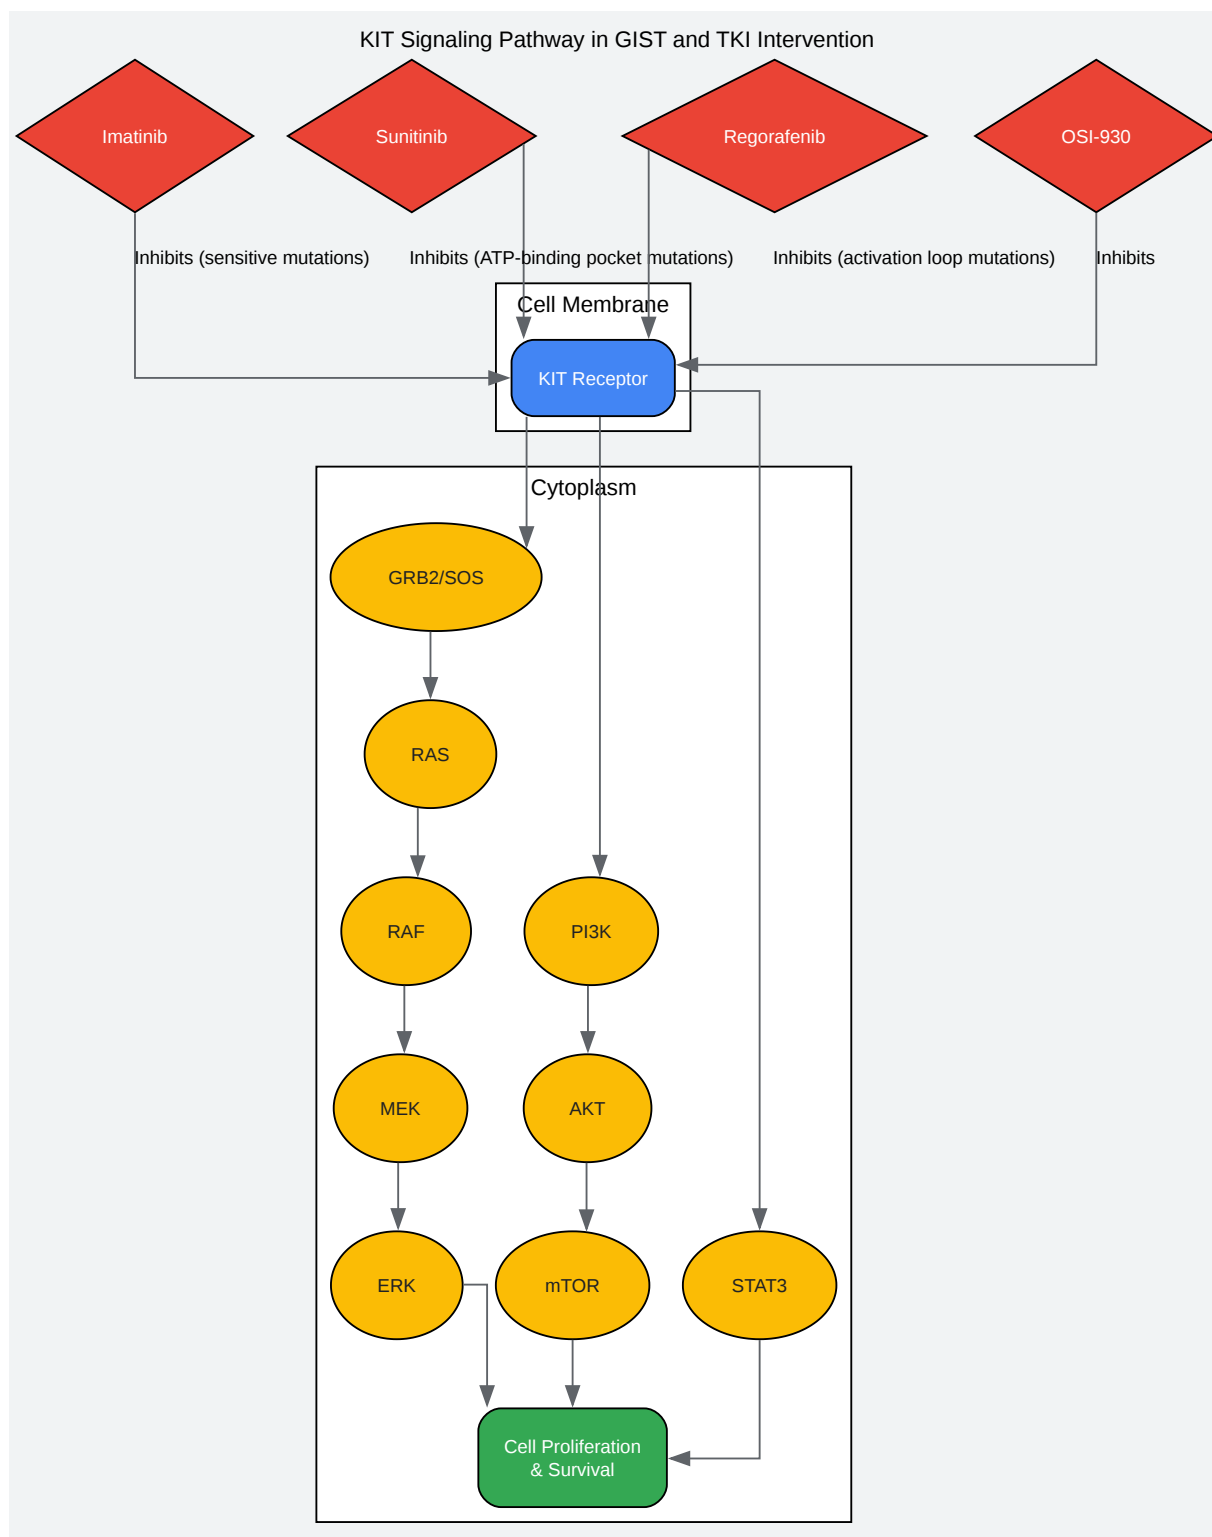 KIT Signaling Pathway in GIST and TKI Intervention
Imatinib
Sunitinib
Regorafenib
OSI-930
Inhibits (sensitive mutations)
Inhibits (ATP-binding pocket mutations)
Inhibits (activation loop mutations)
Inhibits
Cell Membrane
KIT Receptor
Cytoplasm
GRB2/SOS
RAS
RAF
PI3K
MEK
AKT
ERK
mTOR
STAT3
Cell Proliferation
& Survival